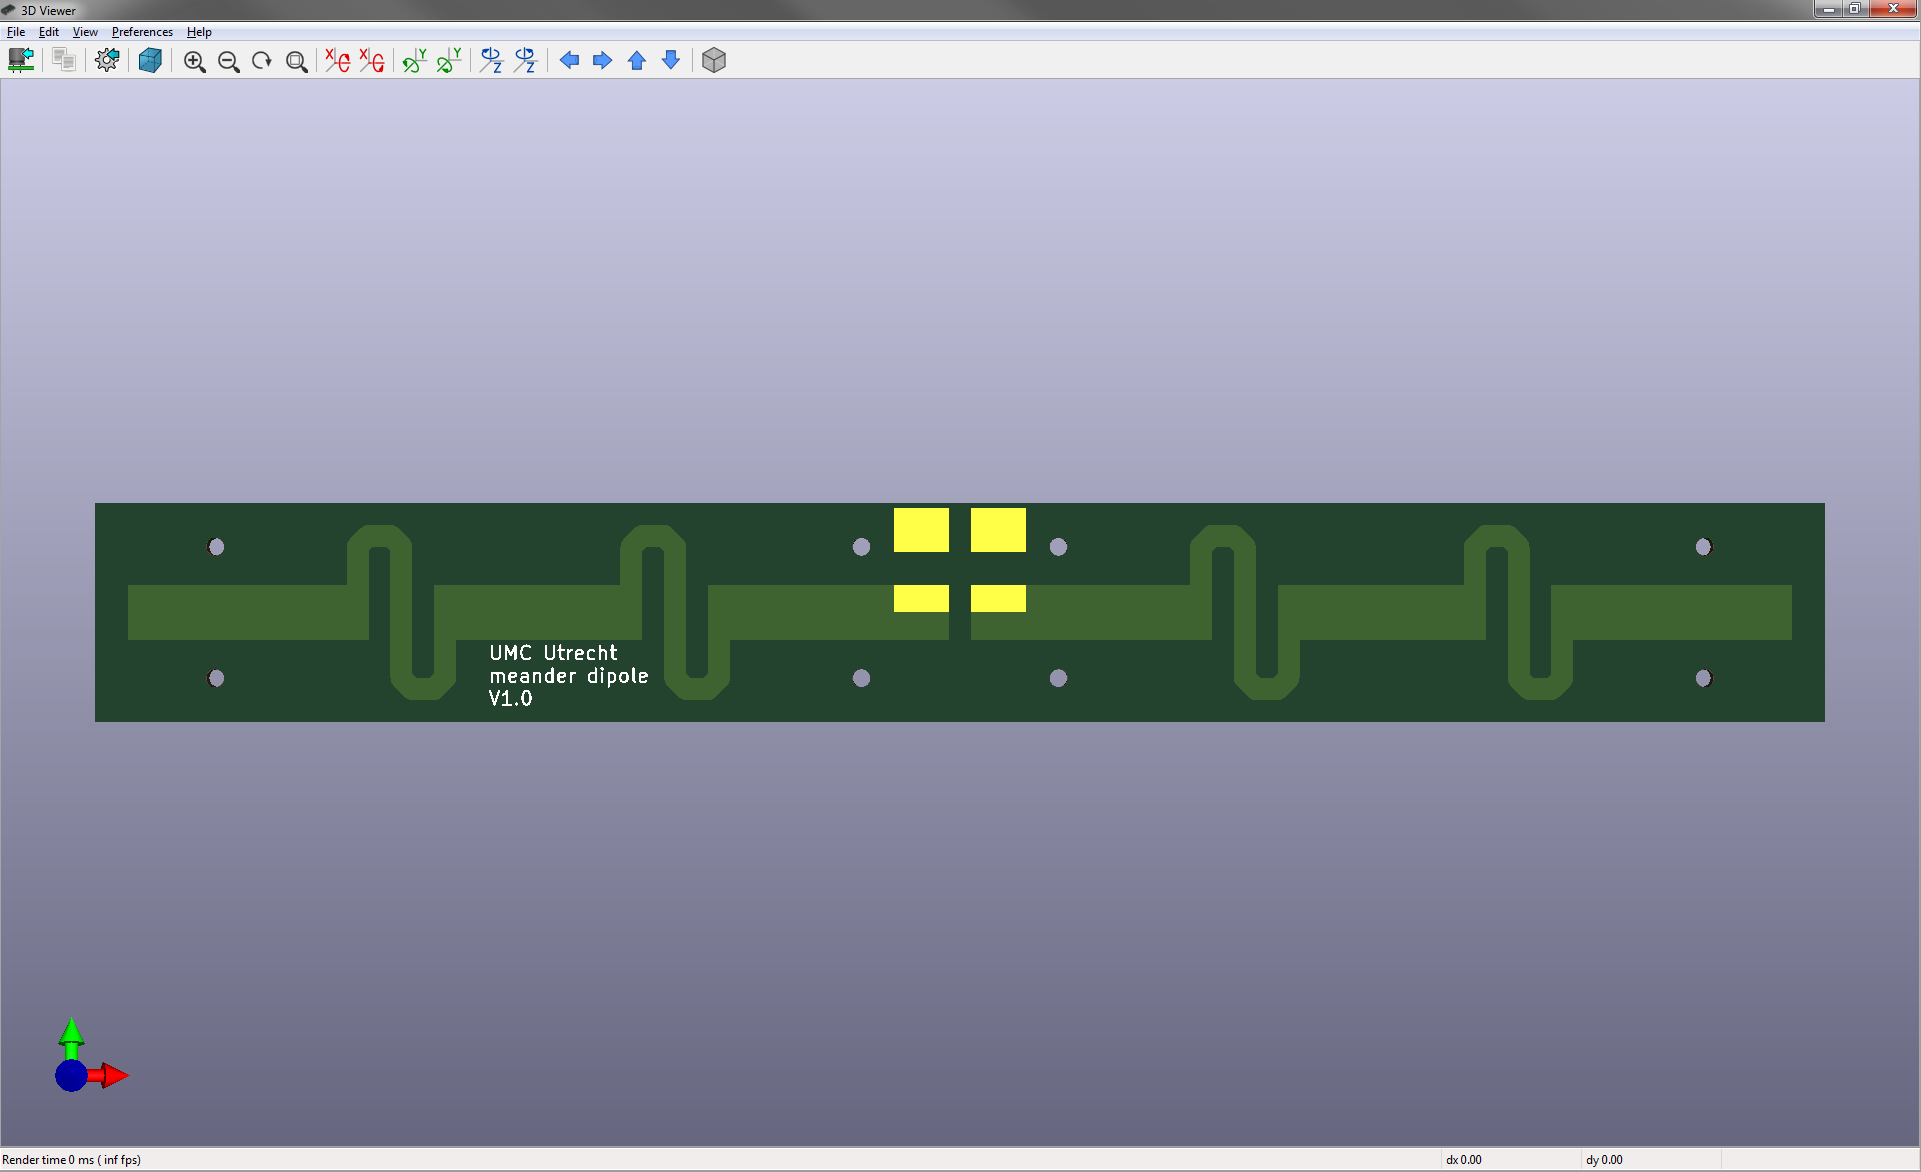 3D Viewer
File Edit View Preferences Help
X X Y Y Z Z
UMC Utrecht
meander dipole
V1.0
Render time 0 ms ( inf fps) dx 0.00 dy 0.00